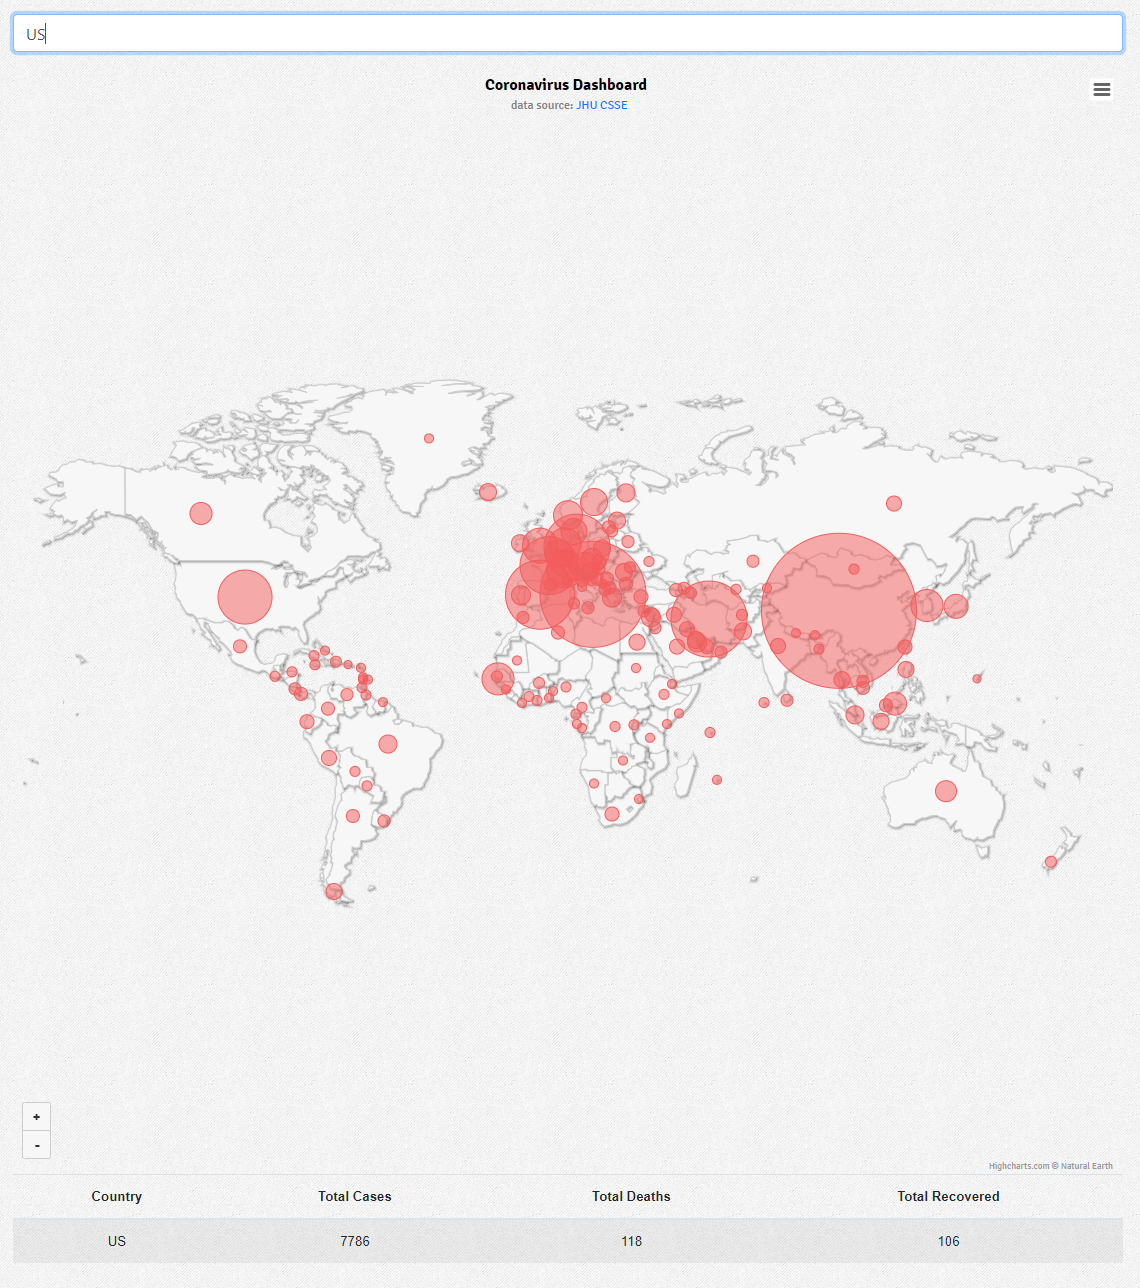 US
Coronavirus Dashboard
data source: JHU CSSE
+
-
Highcharts.com © Natural Earth
Country Total Cases Total Deaths Total Recovered
US 7786 118 106